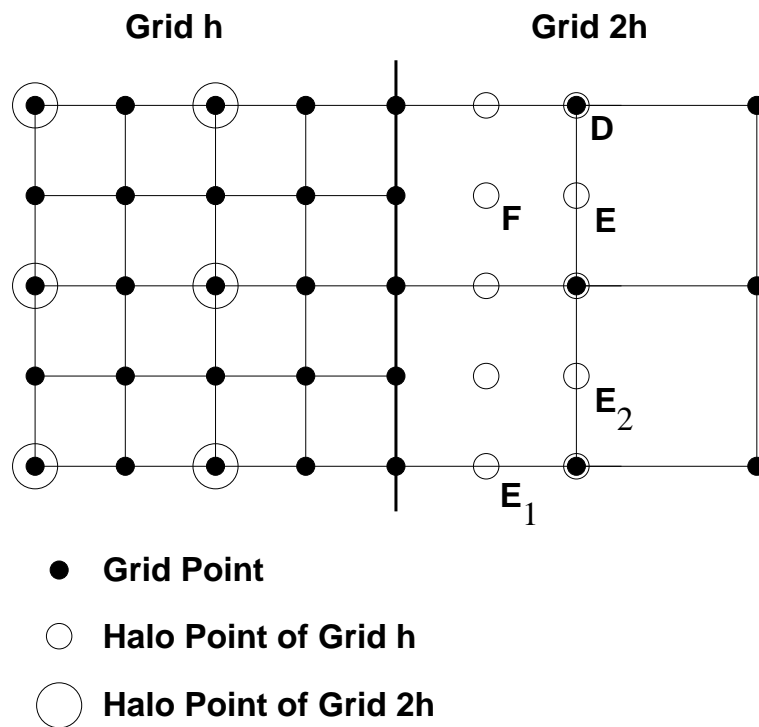 Grid h
Grid 2h
D
F
E
E2
E1
Grid Point
Halo Point of Grid h
Halo Point of Grid 2h